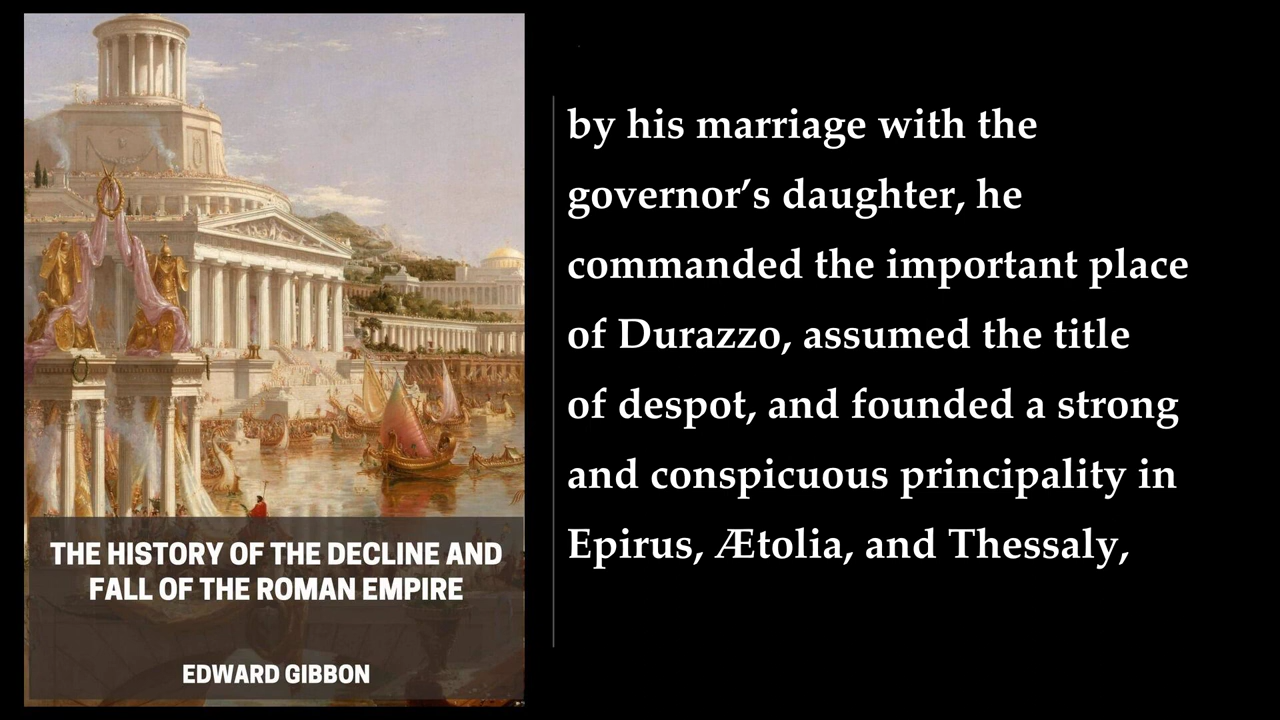 THE HISTORY OF THE DECLINE AND
FALL OF THE ROMAN EMPIRE
EDWARD GIBBON
by his marriage with the
governor’s daughter, he
commanded the important place
of Durazzo, assumed the title
of despot, and founded a strong
and conspicuous principality in
Epirus, Ætolia, and Thessaly,